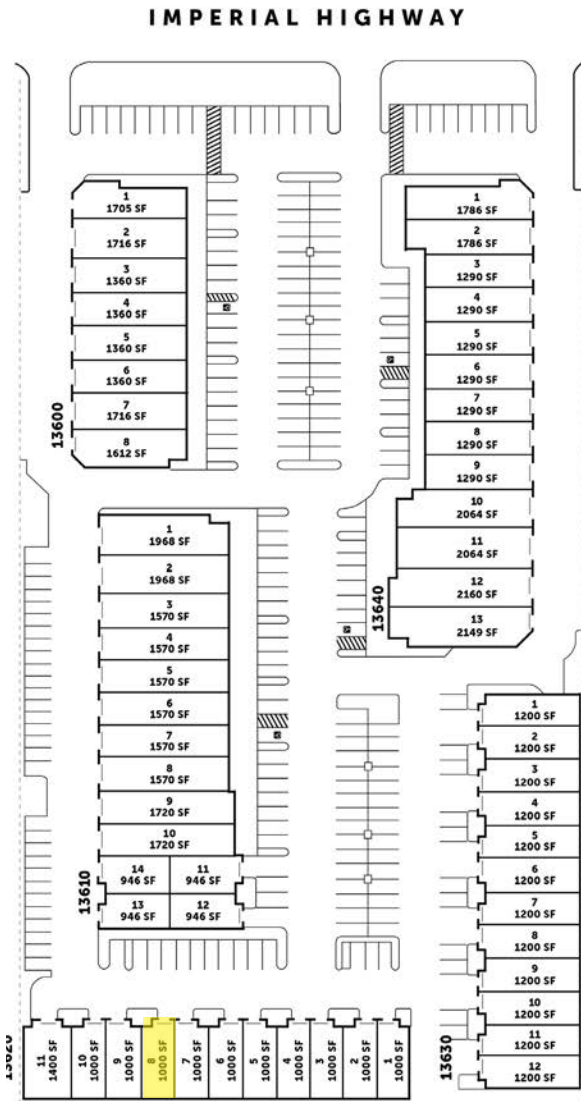 IMPERIAL HIGHWAY
13600
1
1705 SF
2
1716 SF
3
1360 SF
4
1360 SF
5
1360 SF
6
1360 SF
7
1716 SF
8
1612 SF
13640
1
1786 SF
2
1786 SF
3
1290 SF
4
1290 SF
5
1290 SF
6
1290 SF
7
1290 SF
8
1290 SF
9
1290 SF
10
2064 SF
11
2064 SF
12
2160 SF
13
2149 SF
13610
1
1968 SF
2
1968 SF
3
1570 SF
4
1570 SF
5
1570 SF
6
1570 SF
7
1570 SF
8
1570 SF
9
1720 SF
10
1720 SF
14
946 SF
11
946 SF
13
946 SF
12
946 SF
13630
1
1200 SF
2
1200 SF
3
1200 SF
4
1200 SF
5
1200 SF
6
1200 SF
7
1200 SF
8
1200 SF
9
1200 SF
10
1200 SF
11
1200 SF
12
1200 SF
13620
11
1400 SF
10
1000 SF
9
1000 SF
8
1000 SF
7
1000 SF
6
1000 SF
5
1000 SF
4
1000 SF
3
1000 SF
2
1000 SF
1
1000 SF